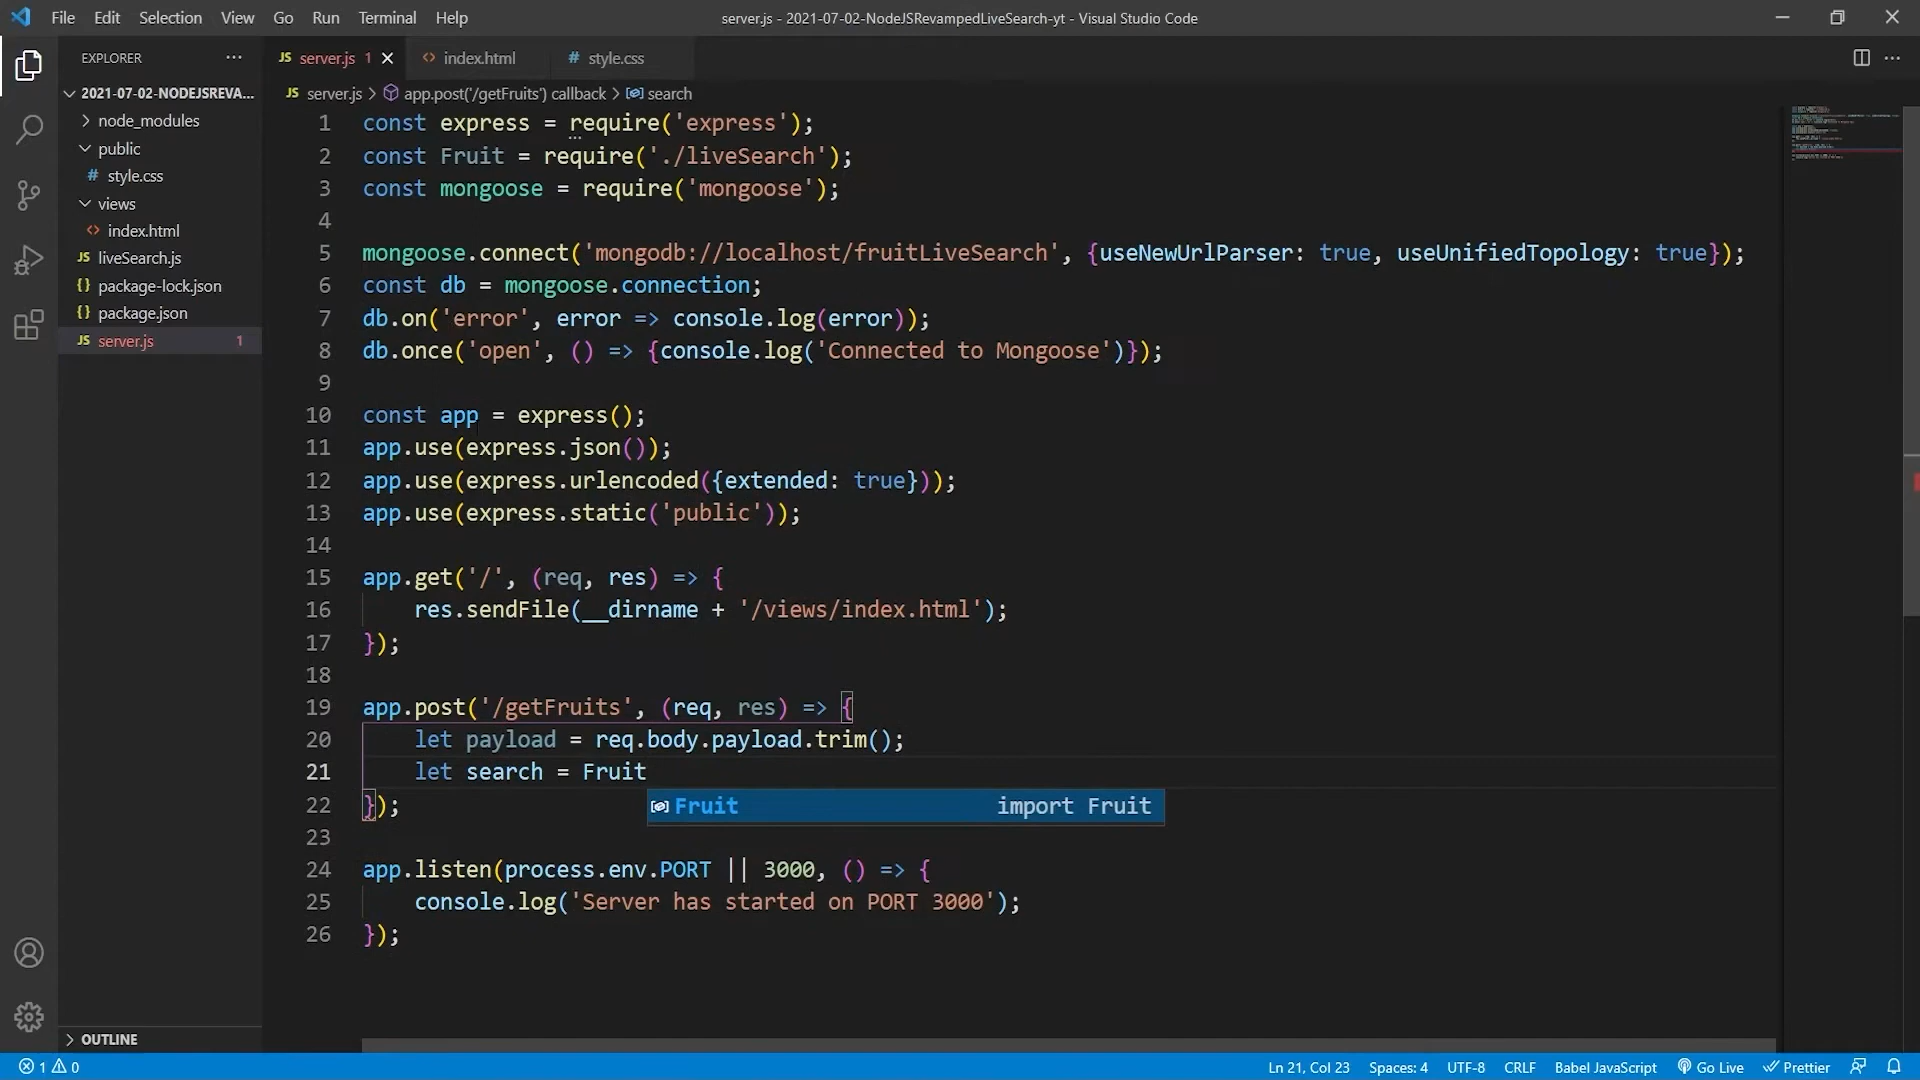 File Edit Selection View Go Run Terminal Help
server.js - 2021-07-02-NodeJSRevampedLiveSearch-yt - Visual Studio Code
EXPLORER
2021-07-02-NODEJSREVA...
node_modules
public
# style.css
views
<> index.html
JS liveSearch.js
{} package-lock.json
{} package.json
JS server.js 1
OUTLINE
JS server.js 1
<> index.html
# style.css
JS server.js > app.post('/getFruits') callback > search
1 const express = require('express');
2 const Fruit = require('./liveSearch');
3 const mongoose = require('mongoose');
4
5 mongoose.connect('mongodb://localhost/fruitLiveSearch', {useNewUrlParser: true, useUnifiedTopology: true});
6 const db = mongoose.connection;
7 db.on('error', error => console.log(error));
8 db.once('open', () => {console.log('Connected to Mongoose')});
9
10 const app = express();
11 app.use(express.json());
12 app.use(express.urlencoded({extended: true}));
13 app.use(express.static('public'));
14
15 app.get('/', (req, res) => {
16 res.sendFile(__dirname + '/views/index.html');
17 });
18
19 app.post('/getFruits', (req, res) => {
20 let payload = req.body.payload.trim();
21 let search = Fruit
Fruit import Fruit
22 });
23
24 app.listen(process.env.PORT || 3000, () => {
25 console.log('Server has started on PORT 3000');
26 });
1 0
Ln 21, Col 23 Spaces: 4 UTF-8 CRLF Babel JavaScript Go Live Prettier